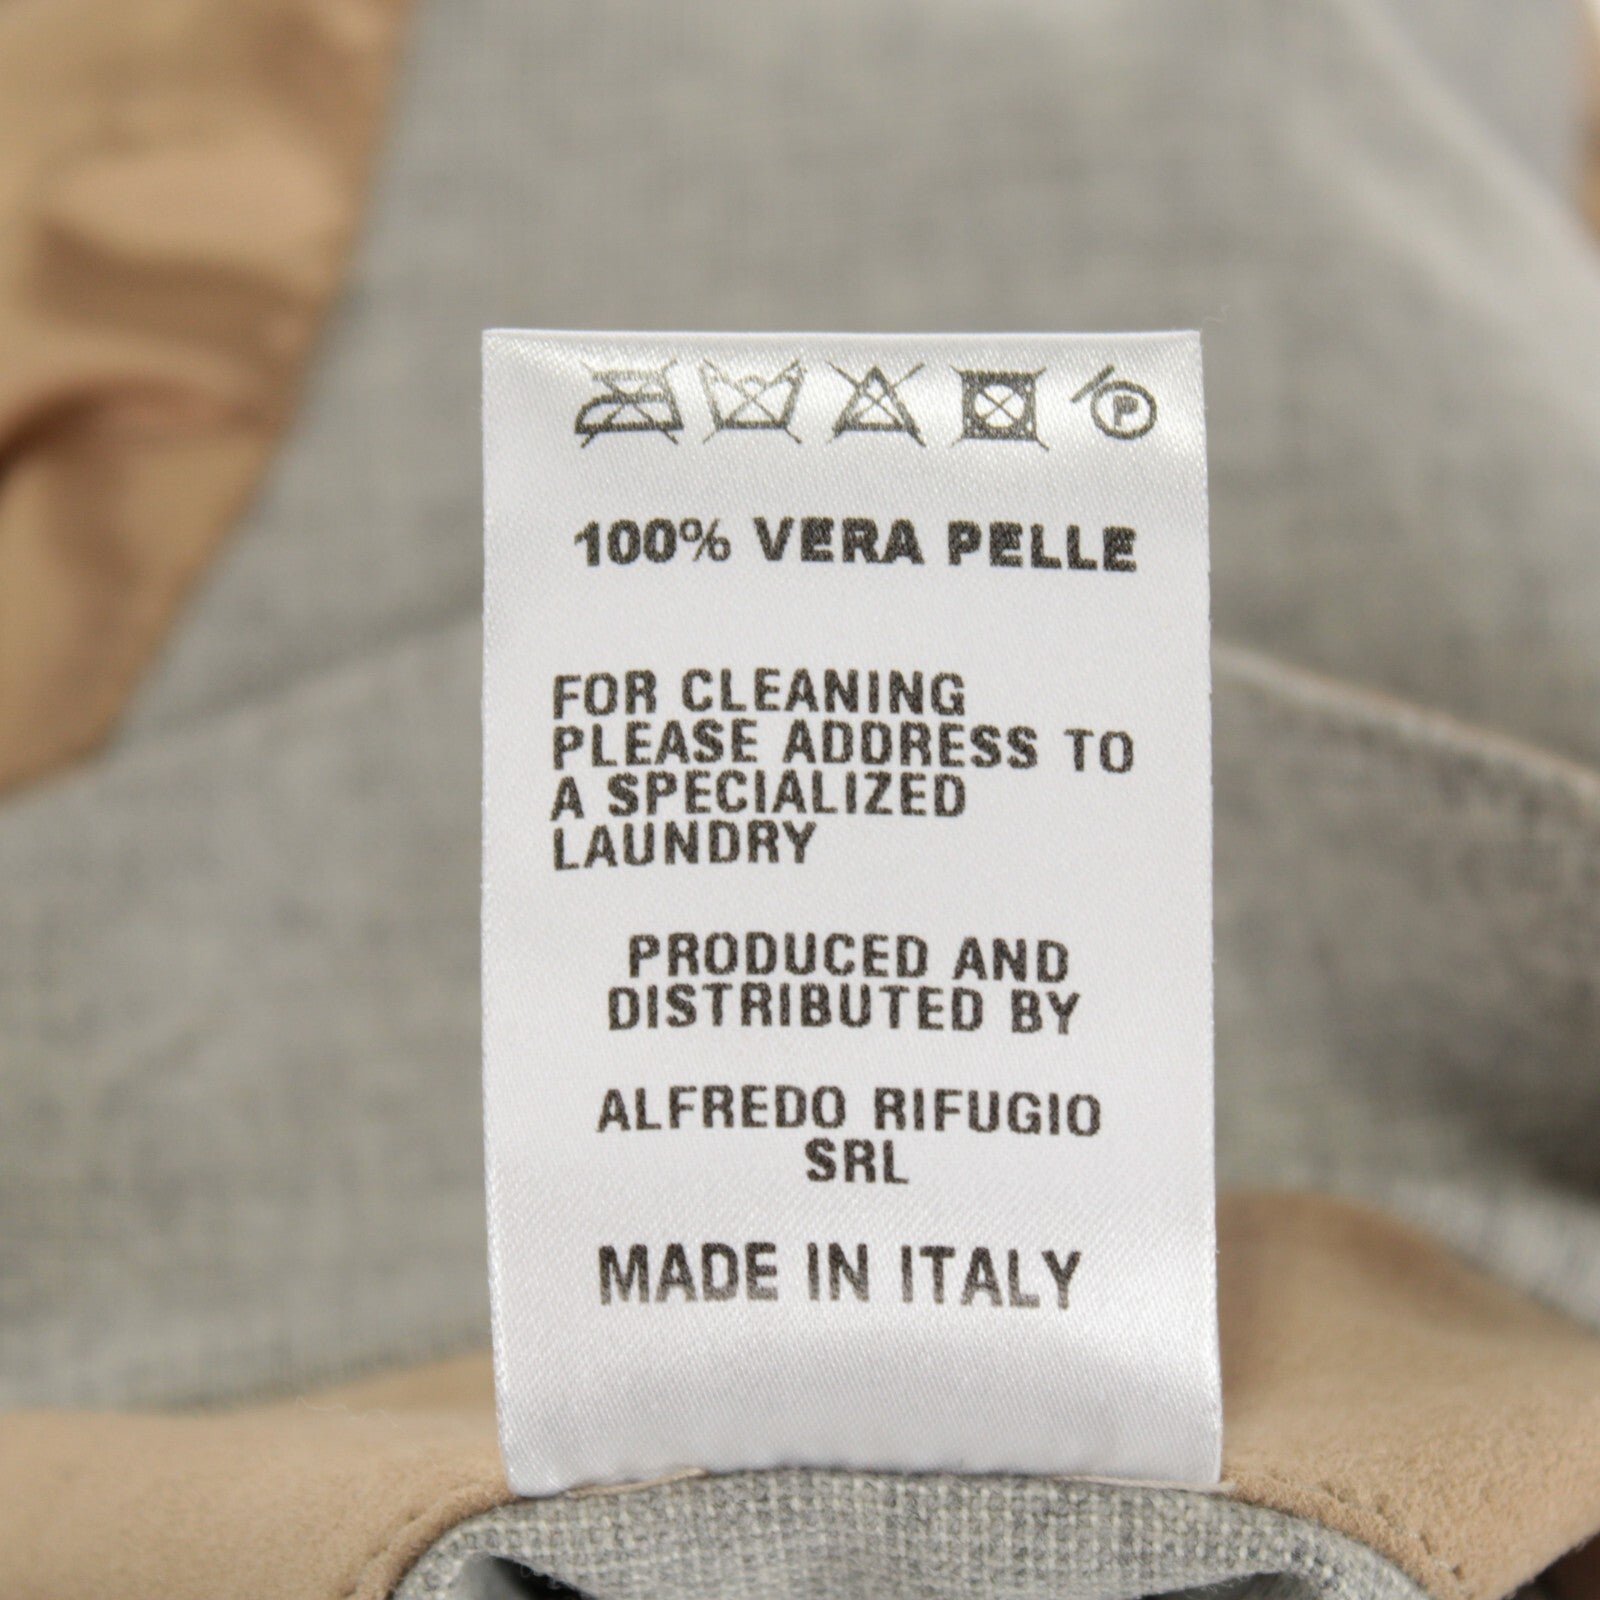 P
100% VERA PELLE
FOR CLEANING
PLEASE ADDRESS TO
A SPECIALIZED
LAUNDRY
PRODUCED AND
DISTRIBUTED BY
ALFREDO RIFUGIO
SRL
MADE IN ITALY